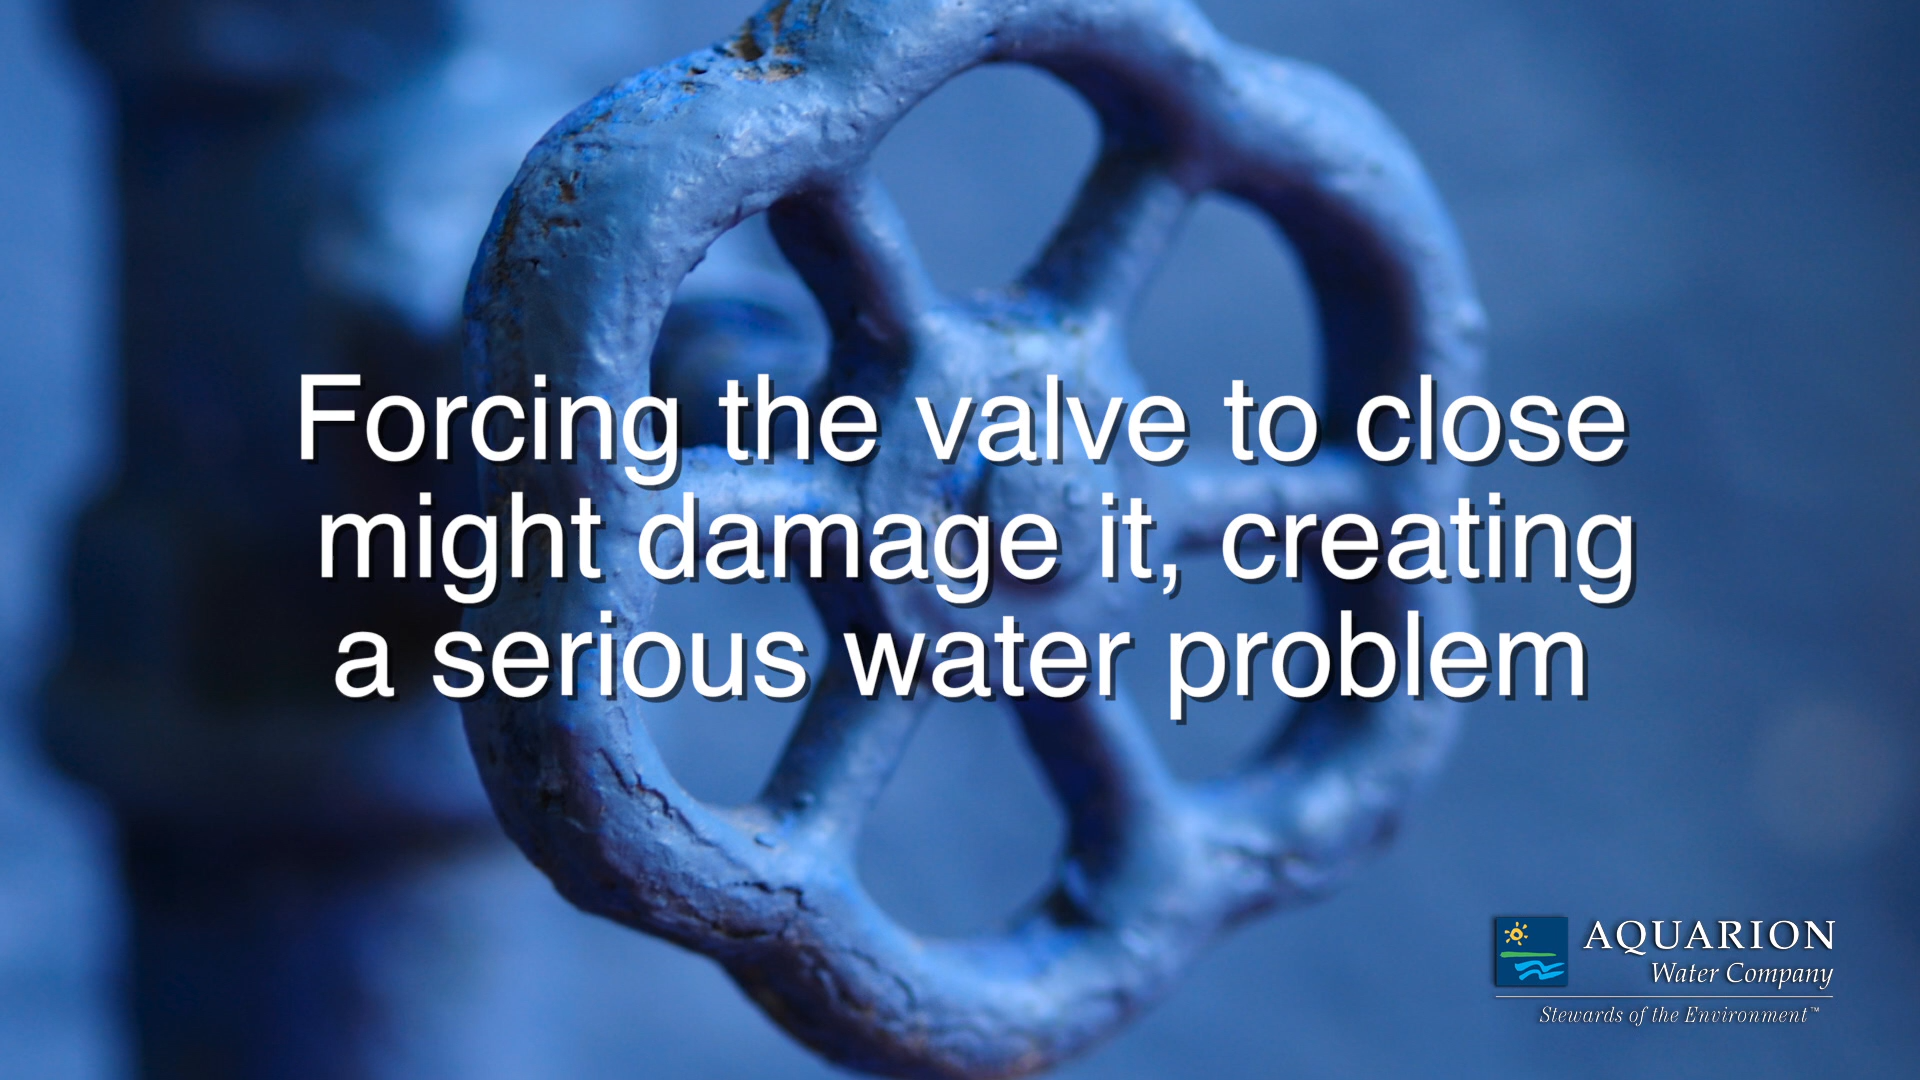 Forcing the valve to close
might damage it, creating
a serious water problem
AQUARION
Water Company
Stewards of the Environment™